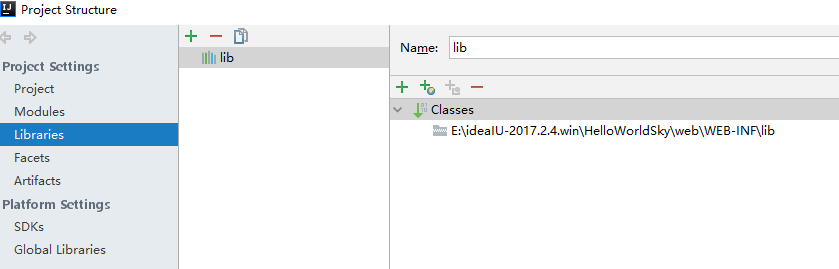 Project Structure
Project Settings
Project
Modules
Libraries
Facets
Artifacts
Platform Settings
SDKs
Global Libraries
lib
Name: lib
Classes
E:\ideaIU-2017.2.4.win\HelloWorldSky\web\WEB-INF\lib